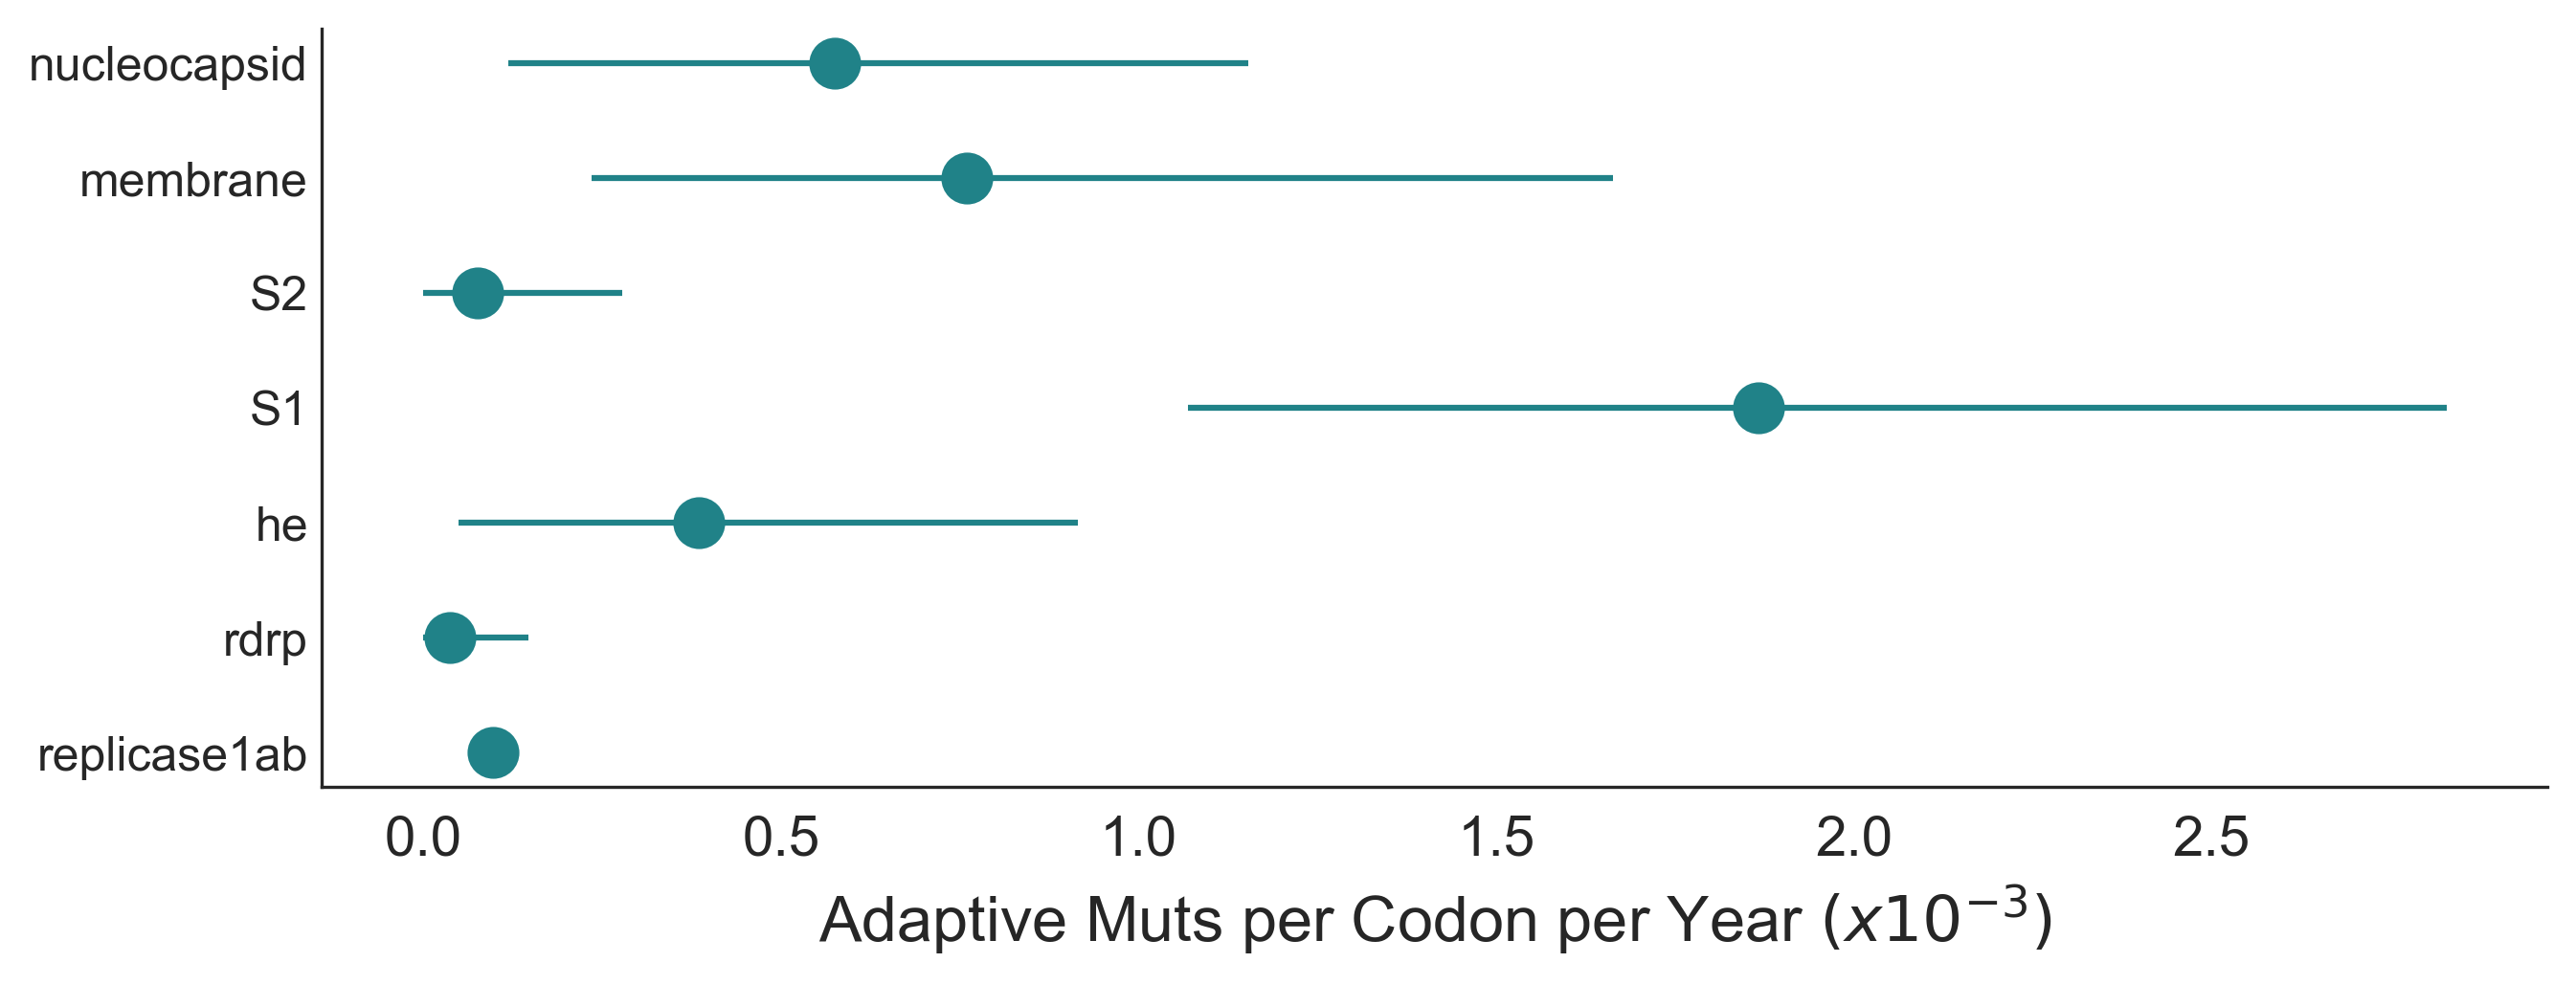 nucleocapsid
membrane
S2
S1
he
rdrp
replicase1ab
0.0 0.5 1.0 1.5 2.0 2.5
Adaptive Muts per Codon per Year (x10⁻³)